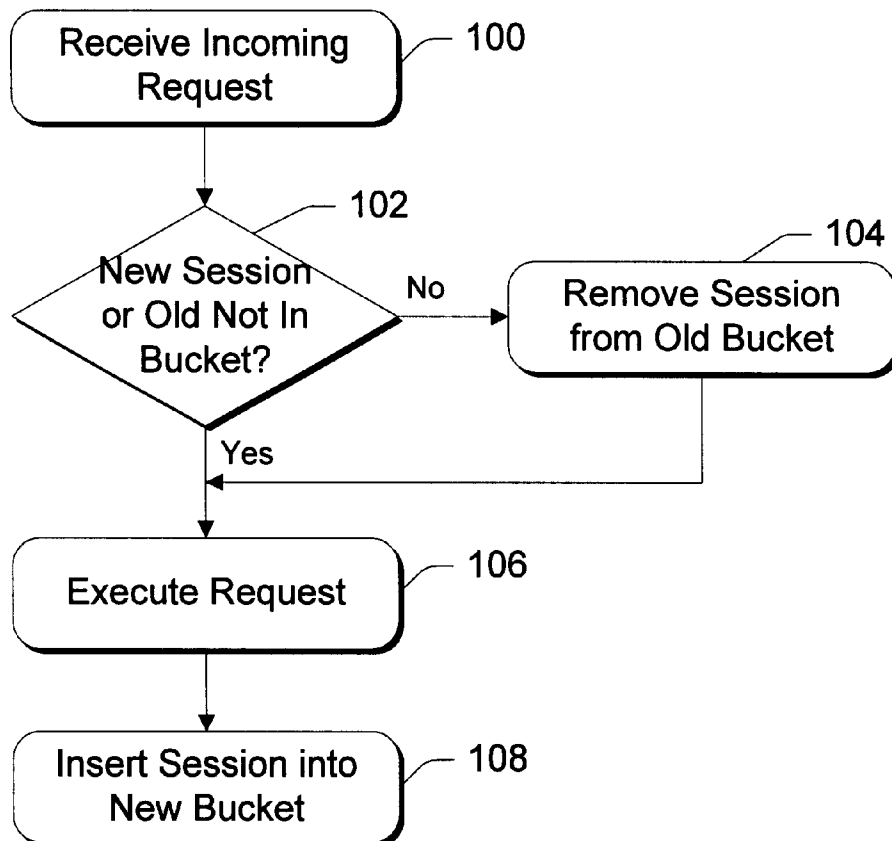 Receive Incoming
Request
100
102
New Session
or Old Not In
Bucket?
No
104
Remove Session
from Old Bucket
Yes
Execute Request
106
Insert Session into
New Bucket
108